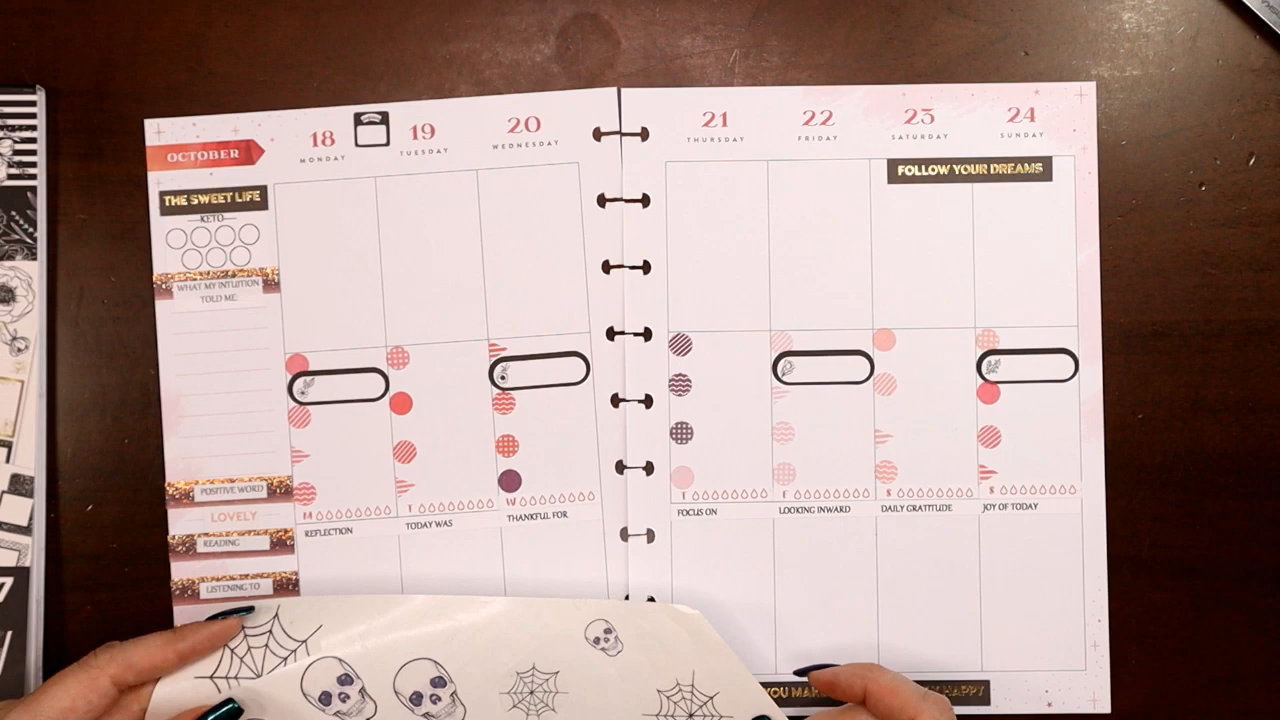 OCTOBER
18
MONDAY
19
TUESDAY
20
WEDNESDAY
21
THURSDAY
22
FRIDAY
23
SATURDAY
24
SUNDAY
THE SWEET LIFE
KETO
WHAT MY INTUITION
TOLD ME:
POSITIVE WORD
LOVELY
READING
LISTENING TO
FOLLOW YOUR DREAMS
M
T
W
T
F
S
S
REFLECTION
TODAY WAS
THANKFUL FOR
FOCUS ON
LOOKING INWARD
DAILY GRATITUDE
JOY OF TODAY
YOU
HAPPY